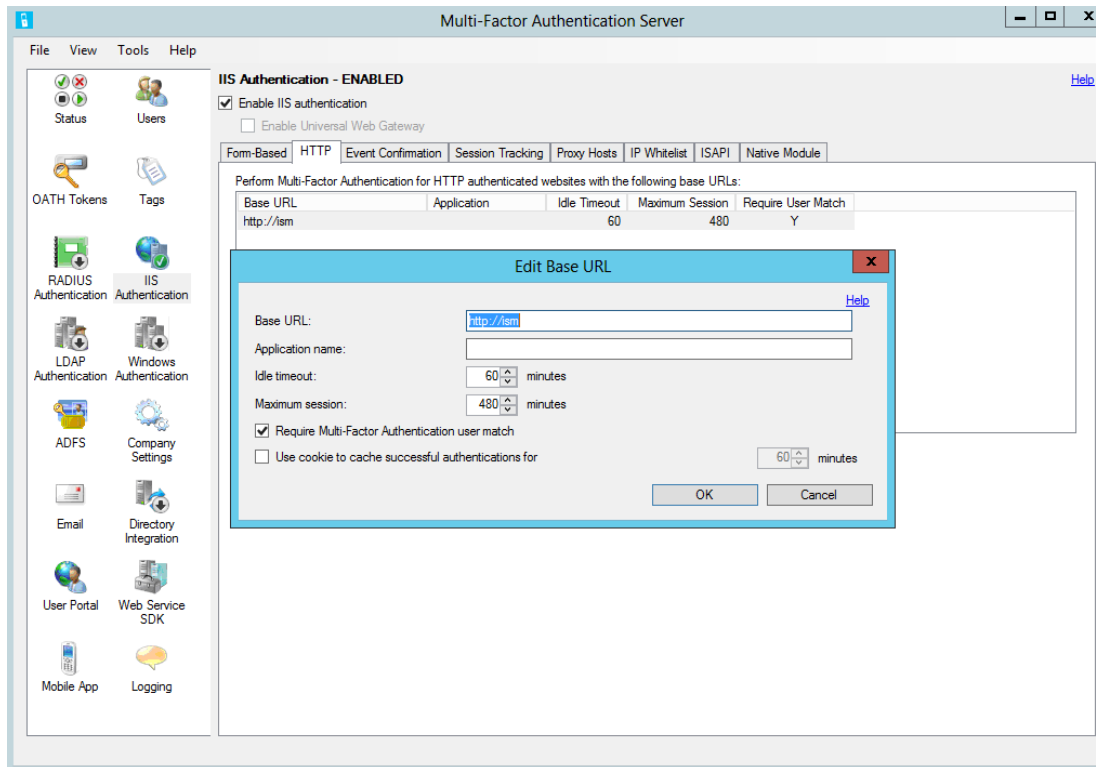 Multi-Factor Authentication Server
File View Tools Help
Status Users
OATH Tokens Tags
RADIUS Authentication IIS Authentication
LDAP Authentication Windows Authentication
ADFS Company Settings
Email Directory Integration
User Portal Web Service SDK
Mobile App Logging
IIS Authentication - ENABLED Help
Enable IIS authentication
Enable Universal Web Gateway
Form-Based HTTP Event Confirmation Session Tracking Proxy Hosts IP Whitelist ISAPI Native Module
Perform Multi-Factor Authentication for HTTP authenticated websites with the following base URLs:
Base URL Application Idle Timeout Maximum Session Require User Match
http://ism 60 480 Y
Edit Base URL x
Help
Base URL: http://ism
Application name:
Idle timeout: 60 minutes
Maximum session: 480 minutes
Require Multi-Factor Authentication user match
Use cookie to cache successful authentications for 60 minutes
OK Cancel